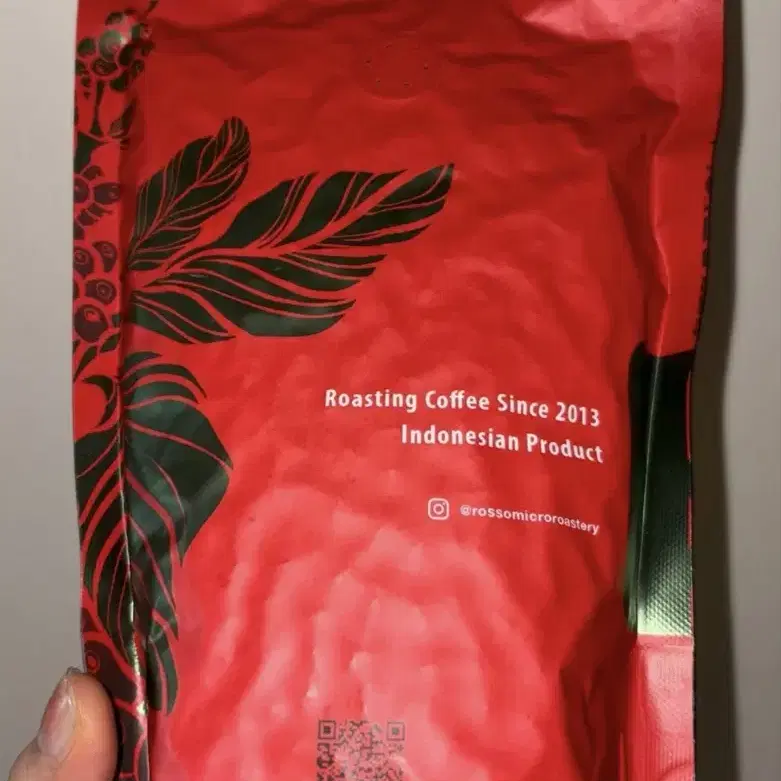 Roasting Coffee Since 2013
Indonesian Product
@rossomicroroastery